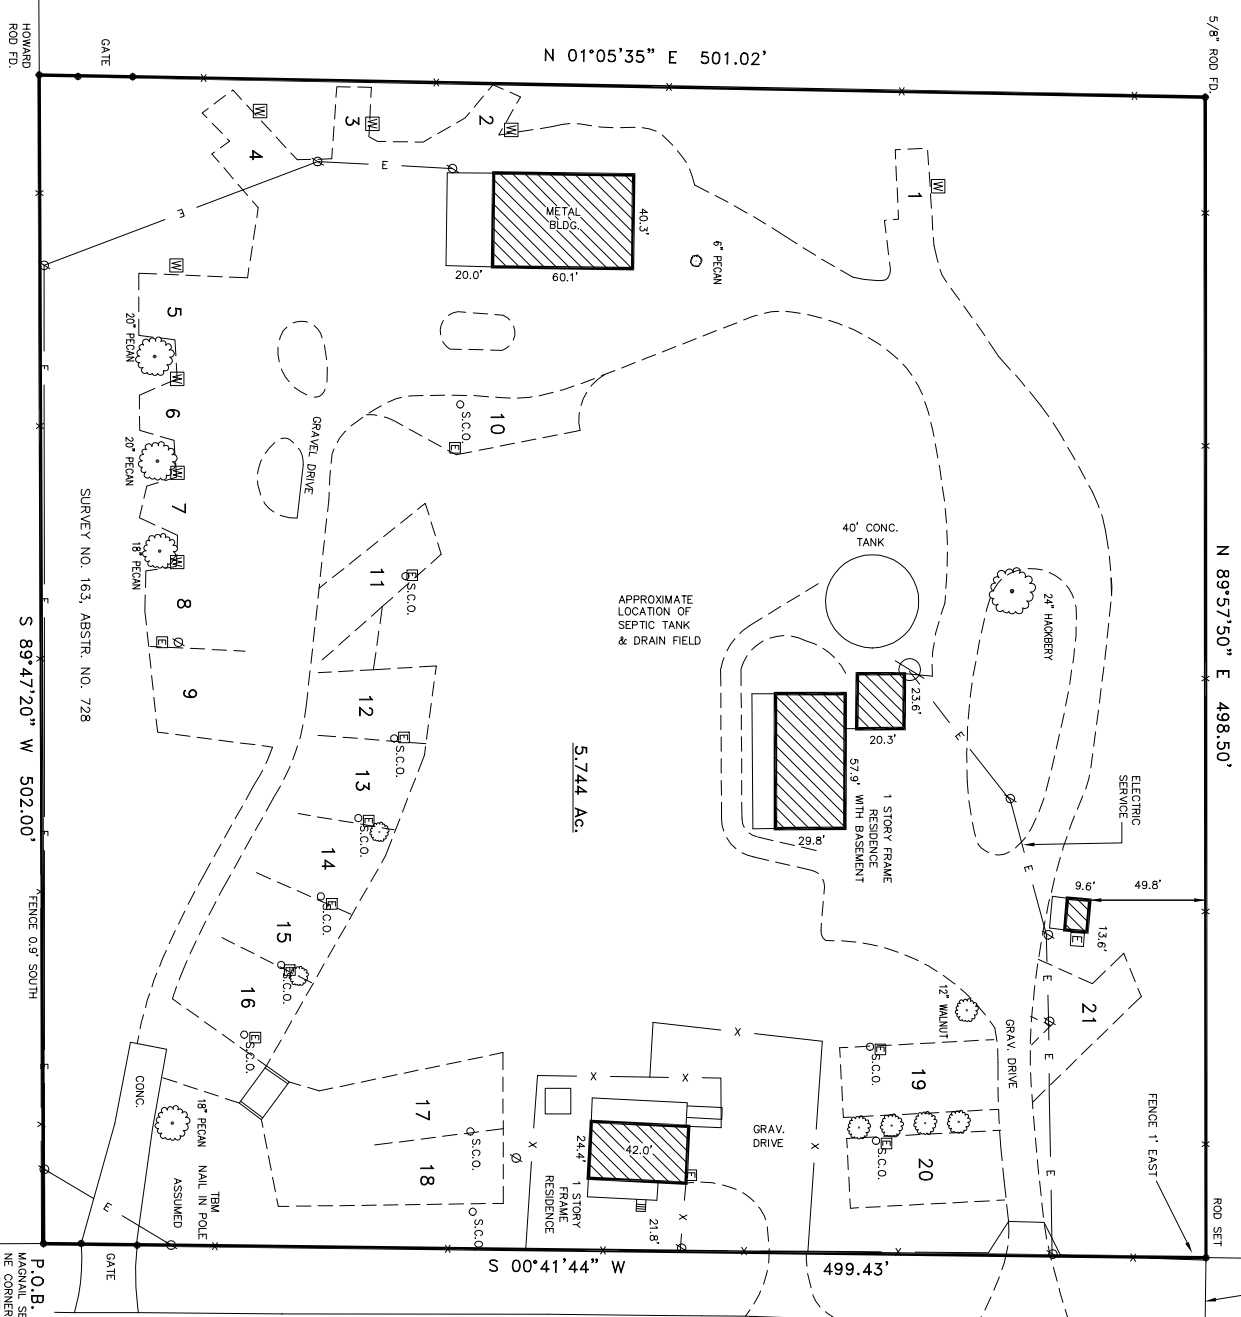 5/8" ROD FD.
HOWARD
ROD FD.
GATE
N 01°05'35" E 501.02'
N 89°57'50" E 498.50'
S 89°47'20" W 502.00'
S 00°41'44" W 499.43'
1
W
2
W
3
W
4
W
E
E
METAL
BLDG.
40.3'
20.0'
60.1'
6" PECAN
5
W
20" PECAN
6
W
20" PECAN
7
W
18" PECAN
W
8
E
9
GRAVEL DRIVE
10
S.C.O.
E
11
E
S.C.O.
12
E
S.C.O.
13
E
S.C.O.
14
E
S.C.O.
15
S.C.O.
16
E
S.C.O.
40' CONC.
TANK
APPROXIMATE
LOCATION OF
SEPTIC TANK
& DRAIN FIELD
24" HACKBERY
23.6'
20.3'
57.9'
29.8'
1 STORY FRAME
RESIDENCE
WITH BASEMENT
5.744 Ac.
ELECTRIC
SERVICE
E
E
9.6'
49.8'
13.6'
E
21
E
E
E
12" WALNUT
GRAV. DRIVE
19
E
S.C.O.
20
E
S.C.O.
FENCE 1' EAST
ROD SET
SURVEY NO. 163, ABSTR. NO. 728
E
E
E
E
FENCE 0.9' SOUTH
CONC.
18" PECAN
TBM
NAIL IN POLE
ASSUMED
E
17
S.C.O.
18
S.C.O.
X
X
X
X
X
X
X
GRAV.
DRIVE
24.4'
42.0'
E
1 STORY
FRAME
RESIDENCE
21.8'
GATE
P.O.B.
MAGNAIL SE
NE CORNER